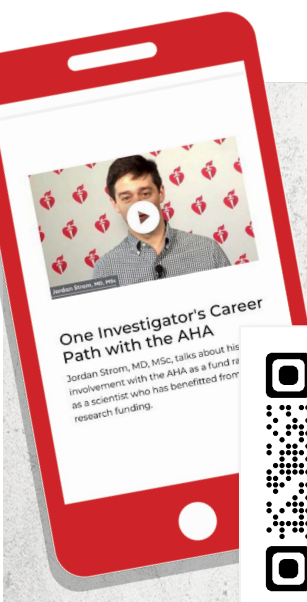 Jordan Strom, MD, MSc
One Investigator's Career
Path with the AHA
Jordan Strom, MD, MSc, talks about his
involvement with the AHA as a fund
as a scientist who has benefitted from
research funding.